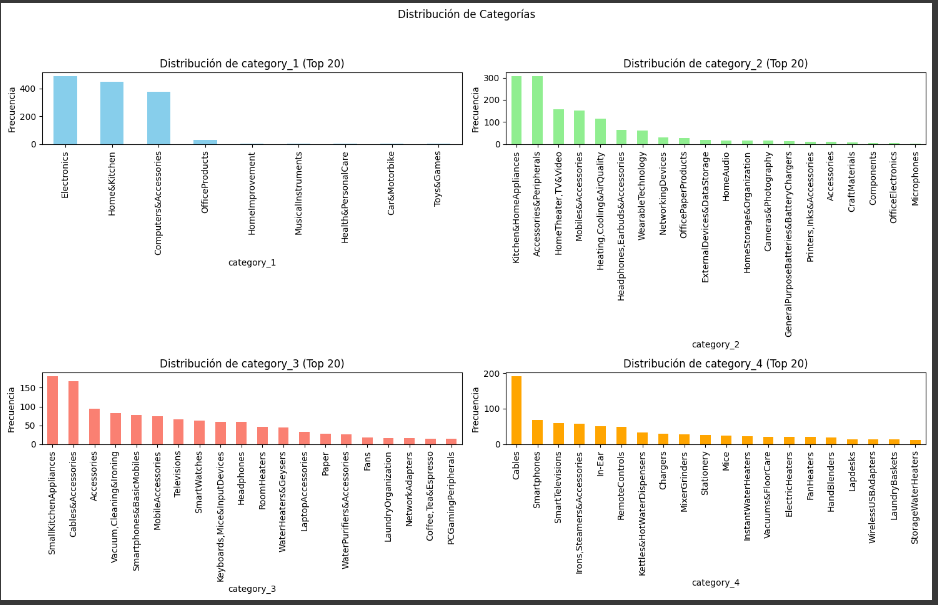 Distribución de Categorías
Distribución de category_1 (Top 20)
Frecuencia
400
200
0
Electronics
Home&Kitchen
Computers&Accessories
OfficeProducts
HomeImprovement
MusicalInstruments
Health&PersonalCare
Car&Motorbike
Toys&Games
category_1
Distribución de category_2 (Top 20)
Frecuencia
300
200
100
0
Kitchen&HomeAppliances
Accessories&Peripherals
HomeTheater,TV&Video
Mobiles&Accessories
Heating,Cooling&AirQuality
Headphones,Earbuds&Accessories
WearableTechnology
NetworkingDevices
OfficePaperProducts
ExternalDevices&DataStorage
HomeAudio
HomeStorage&Organization
Cameras&Photography
GeneralPurposeBatteries&BatteryChargers
Printers,Inks&Accessories
Accessories
CraftMaterials
Components
OfficeElectronics
Microphones
category_2
Distribución de category_3 (Top 20)
Frecuencia
150
100
50
0
SmallKitchenAppliances
Cables&Accessories
Accessories
Vacuum,Cleaning&Ironing
Smartphones&BasicMobiles
MobileAccessories
Televisions
SmartWatches
Keyboards,Mice&InputDevices
Headphones
RoomHeaters
WaterHeaters&Geysers
LaptopAccessories
Paper
WaterPurifiers&Accessories
Fans
LaundryOrganization
NetworkAdapters
Coffee,Tea&Espresso
PCGamingPeripherals
category_3
Distribución de category_4 (Top 20)
Frecuencia
200
100
0
Cables
Smartphones
SmartTelevisions
Irons,Steamers&Accessories
In-Ear
RemoteControls
Kettles&HotWaterDispensers
Chargers
MixerGrinders
Stationery
Mice
InstantWaterHeaters
Vacuums&FloorCare
ElectricHeaters
FanHeaters
HandBlenders
Lapdesks
WirelessUSBAdapters
LaundryBaskets
StorageWaterHeaters
category_4